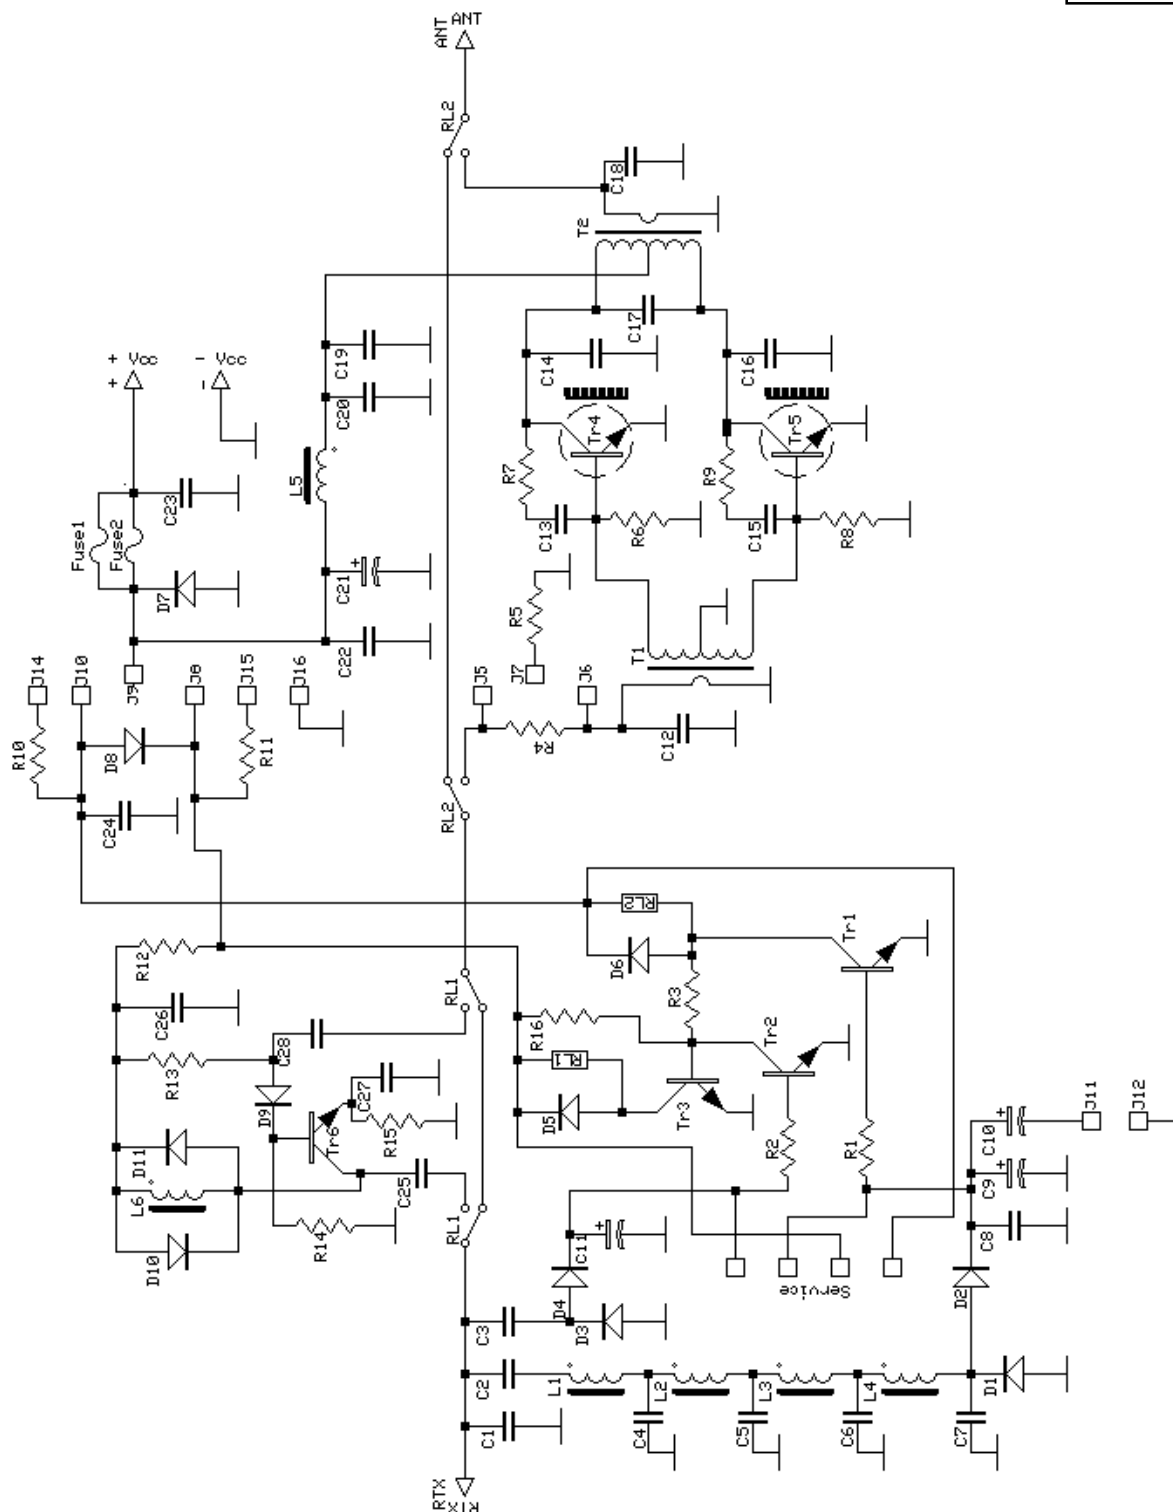 ANT
ANT
RL2
C18
T2
+ Vcc
+
- Vcc
-
C19
C20
L5
C17
C14
C16
Tr4
Tr5
R7
R9
Fuse1
Fuse2
C23
C13
R6
C15
R8
D7
C21
C22
R5
J14
J10
J9
J8
J15
J16
J5
J7
J6
T1
R10
D8
R11
R4
C12
C24
RL2
R12
RL2
Tr1
D6
C26
RL1
R3
R13
C28
R16
Tr2
RL1
D9
C27
D5
Tr3
J11
J12
D11
Tr6
R15
R2
R1
C10
L6
C25
C9
R14
RL1
C11
C8
D10
Service
D4
D2
C3
D3
C2
L1
L2
L3
L4
D1
C1
C4
C5
C6
C7
RTX
RTX